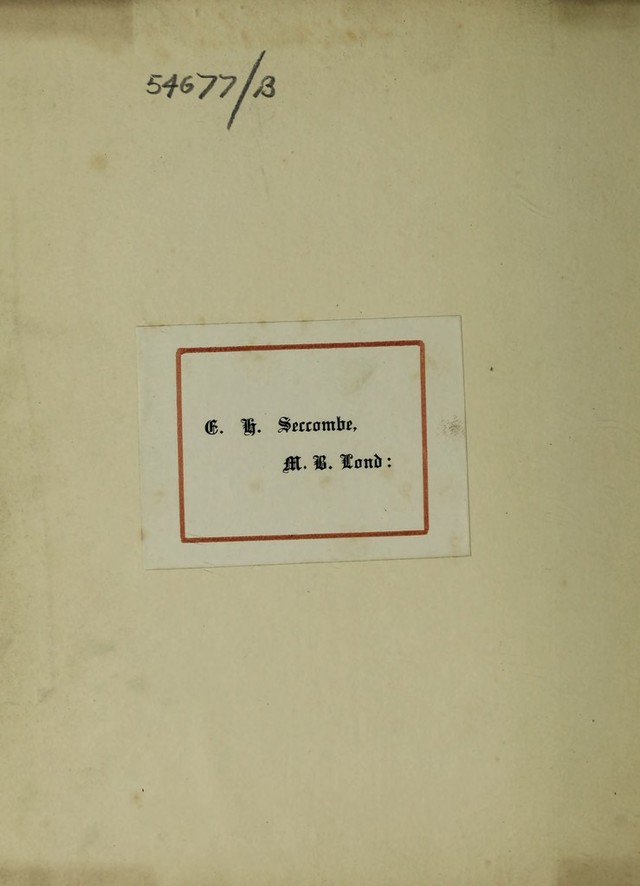 54677/B
E. H. Seccombe,
M. B. Lond: